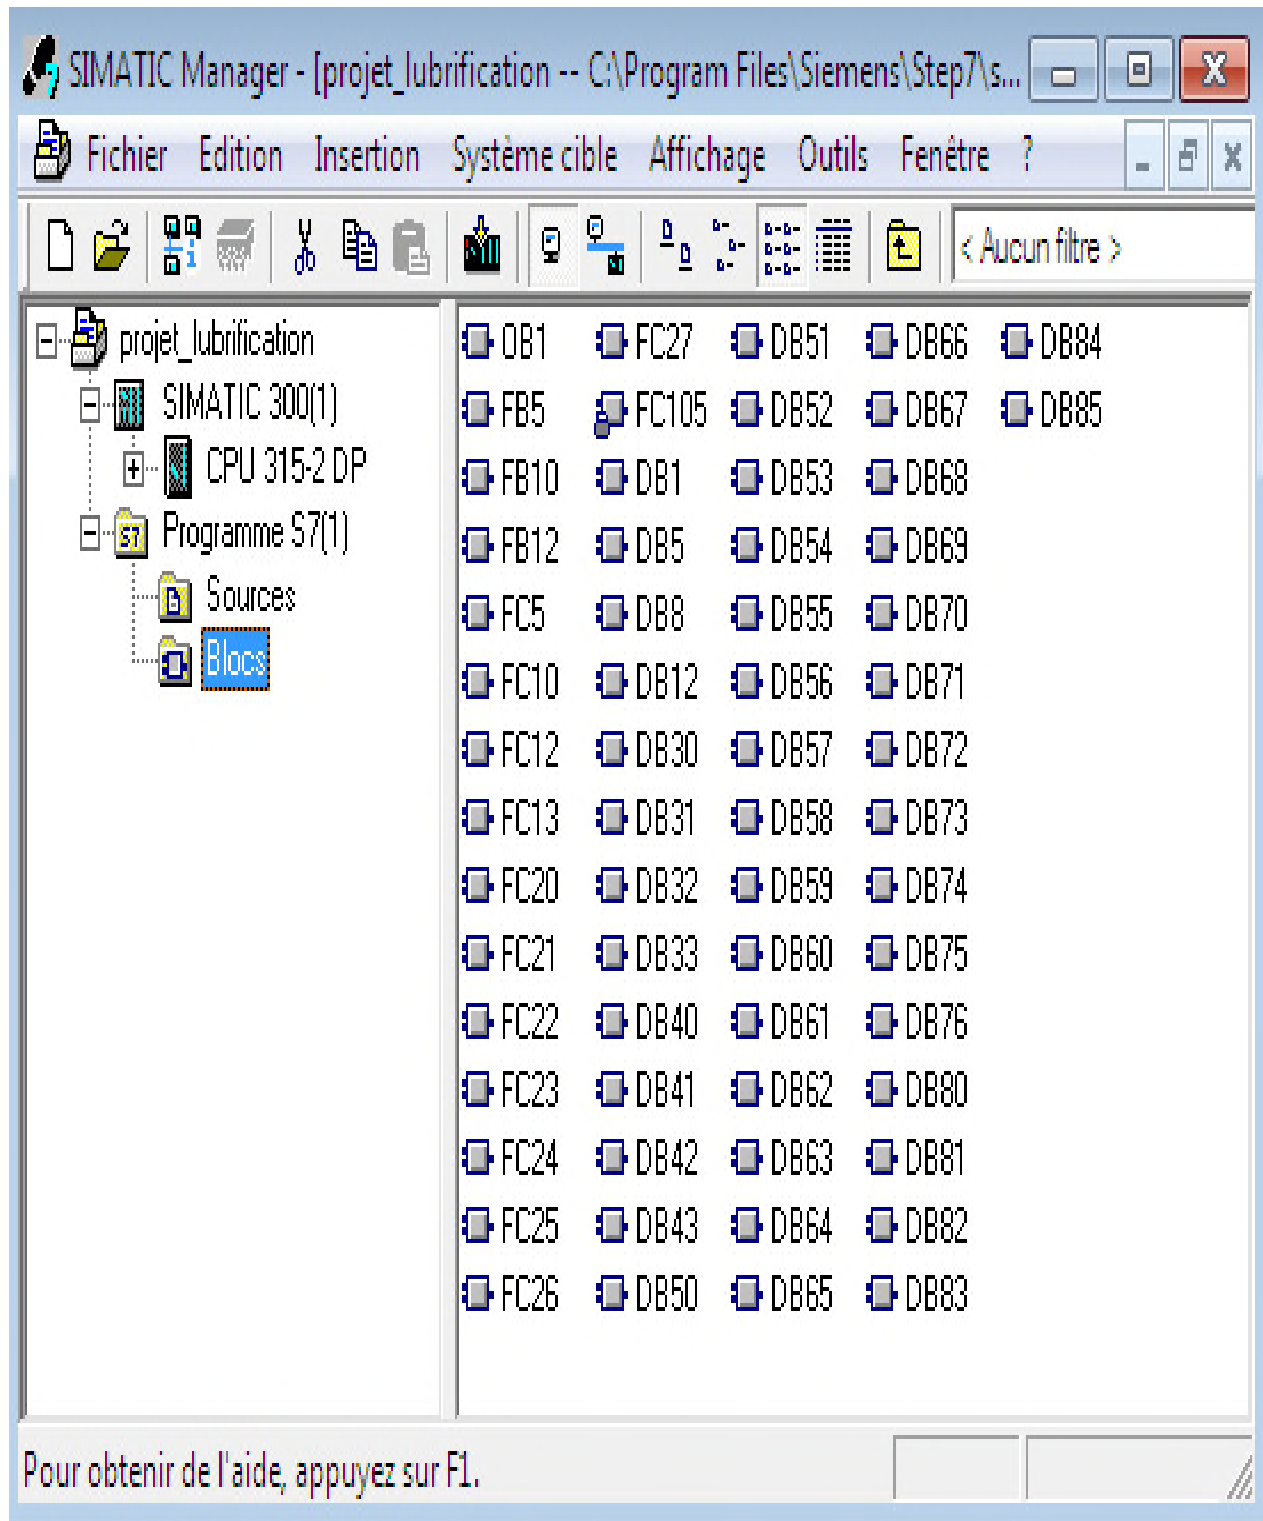 SIMATIC Manager - [projet_lubrification -- C:\Program Files\Siemens\Step7\s...
Fichier Edition Insertion Système cible Affichage Outils Fenêtre ?
< Aucun filtre >
projet_lubrification
SIMATIC 300(1)
CPU 315-2 DP
Programme S7(1)
Sources
Blocs
OB1 FC27 DB51 DB66 DB84
FB5 FC105 DB52 DB67 DB85
FB10 DB1 DB53 DB68
FB12 DB5 DB54 DB69
FC5 DB8 DB55 DB70
FC10 DB12 DB56 DB71
FC12 DB30 DB57 DB72
FC13 DB31 DB58 DB73
FC20 DB32 DB59 DB74
FC21 DB33 DB60 DB75
FC22 DB40 DB61 DB76
FC23 DB41 DB62 DB80
FC24 DB42 DB63 DB81
FC25 DB43 DB64 DB82
FC26 DB50 DB65 DB83
Pour obtenir de l'aide, appuyez sur F1.